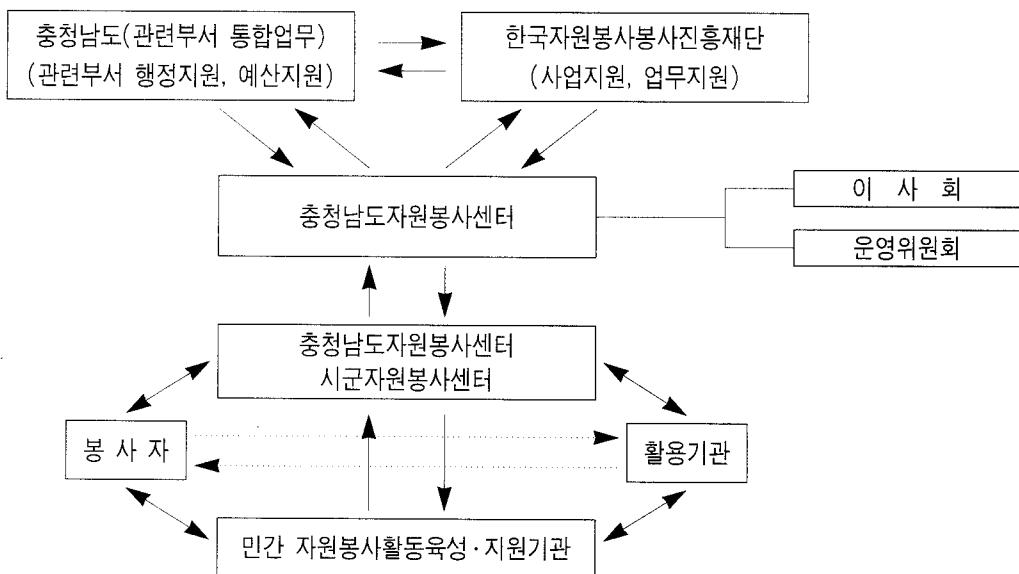 충청남도(관련부서 통합업무)
(관련부서 행정지원, 예산지원)
한국자원봉사봉사진흥재단
(사업지원, 업무지원)
충청남도자원봉사센터
이 사 회
운영위원회
충청남도자원봉사센터
시군자원봉사센터
봉 사 자
활용기관
민간 자원봉사활동육성·지원기관